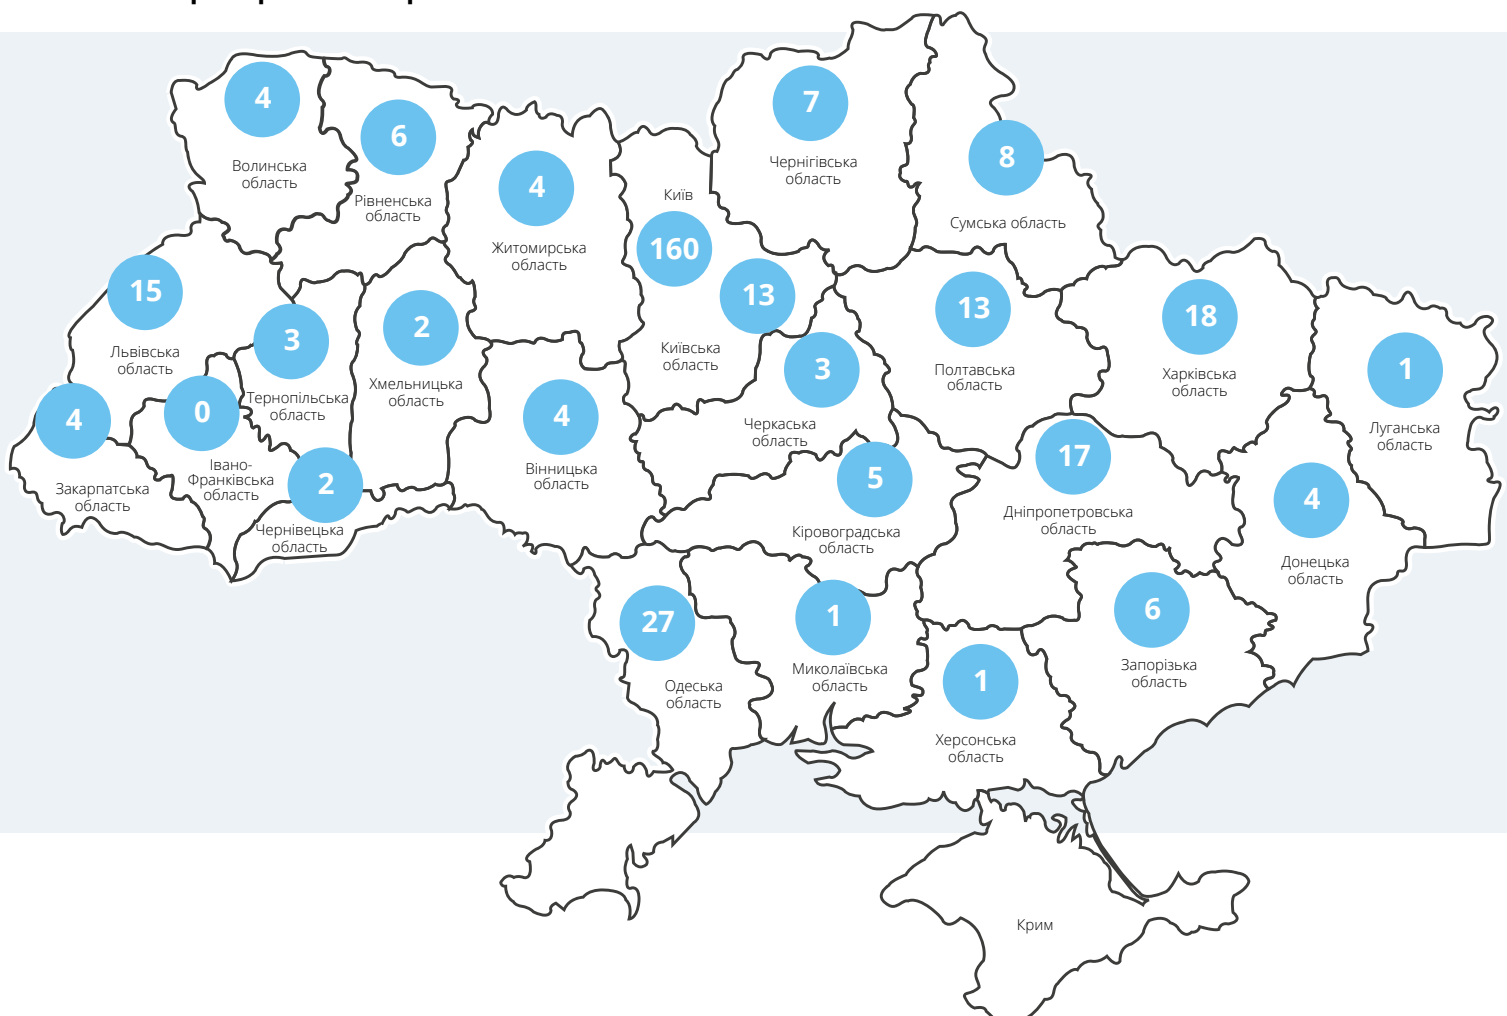 4
Волинська
область
6
Рівненська
область
4
Житомирська
область
Київ
160
13
Київська
область
7
Чернігівська
область
8
Сумська область
15
Львівська
область
3
Тернопільська
область
2
Хмельницька
область
3
Черкаська
область
13
Полтавська
область
18
Харківська
область
1
Луганська
область
4
Закарпатська
область
0
Івано-
Франківська
область
2
Чернівецька
область
4
Вінницька
область
5
Кіровоградська
область
17
Дніпропетровська
область
4
Донецька
область
27
Одеська
область
1
Миколаївська
область
1
Херсонська
область
6
Запорізька
область
Крим